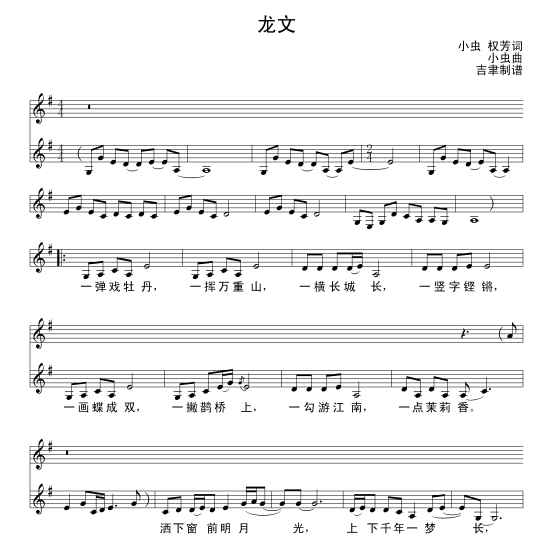 龙文
小虫 权芳词
小虫曲
吉聿制谱
一弹戏牡丹， 一挥万重山， 一横长城长， 一竖字铿锵，
一画蝶成双， 一撇鹊桥上， 一勾游江南， 一点茉莉香。
洒下窗前明月光， 上下千年一梦长，